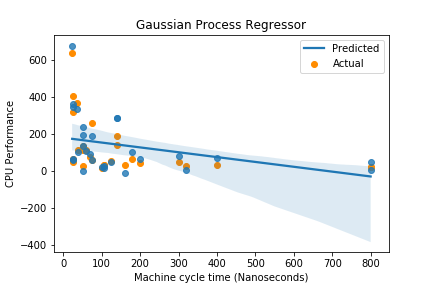 Gaussian Process Regressor
Predicted
Actual
CPU Performance
600
400
200
0
−200
−400
0 100 200 300 400 500 600 700 800
Machine cycle time (Nanoseconds)